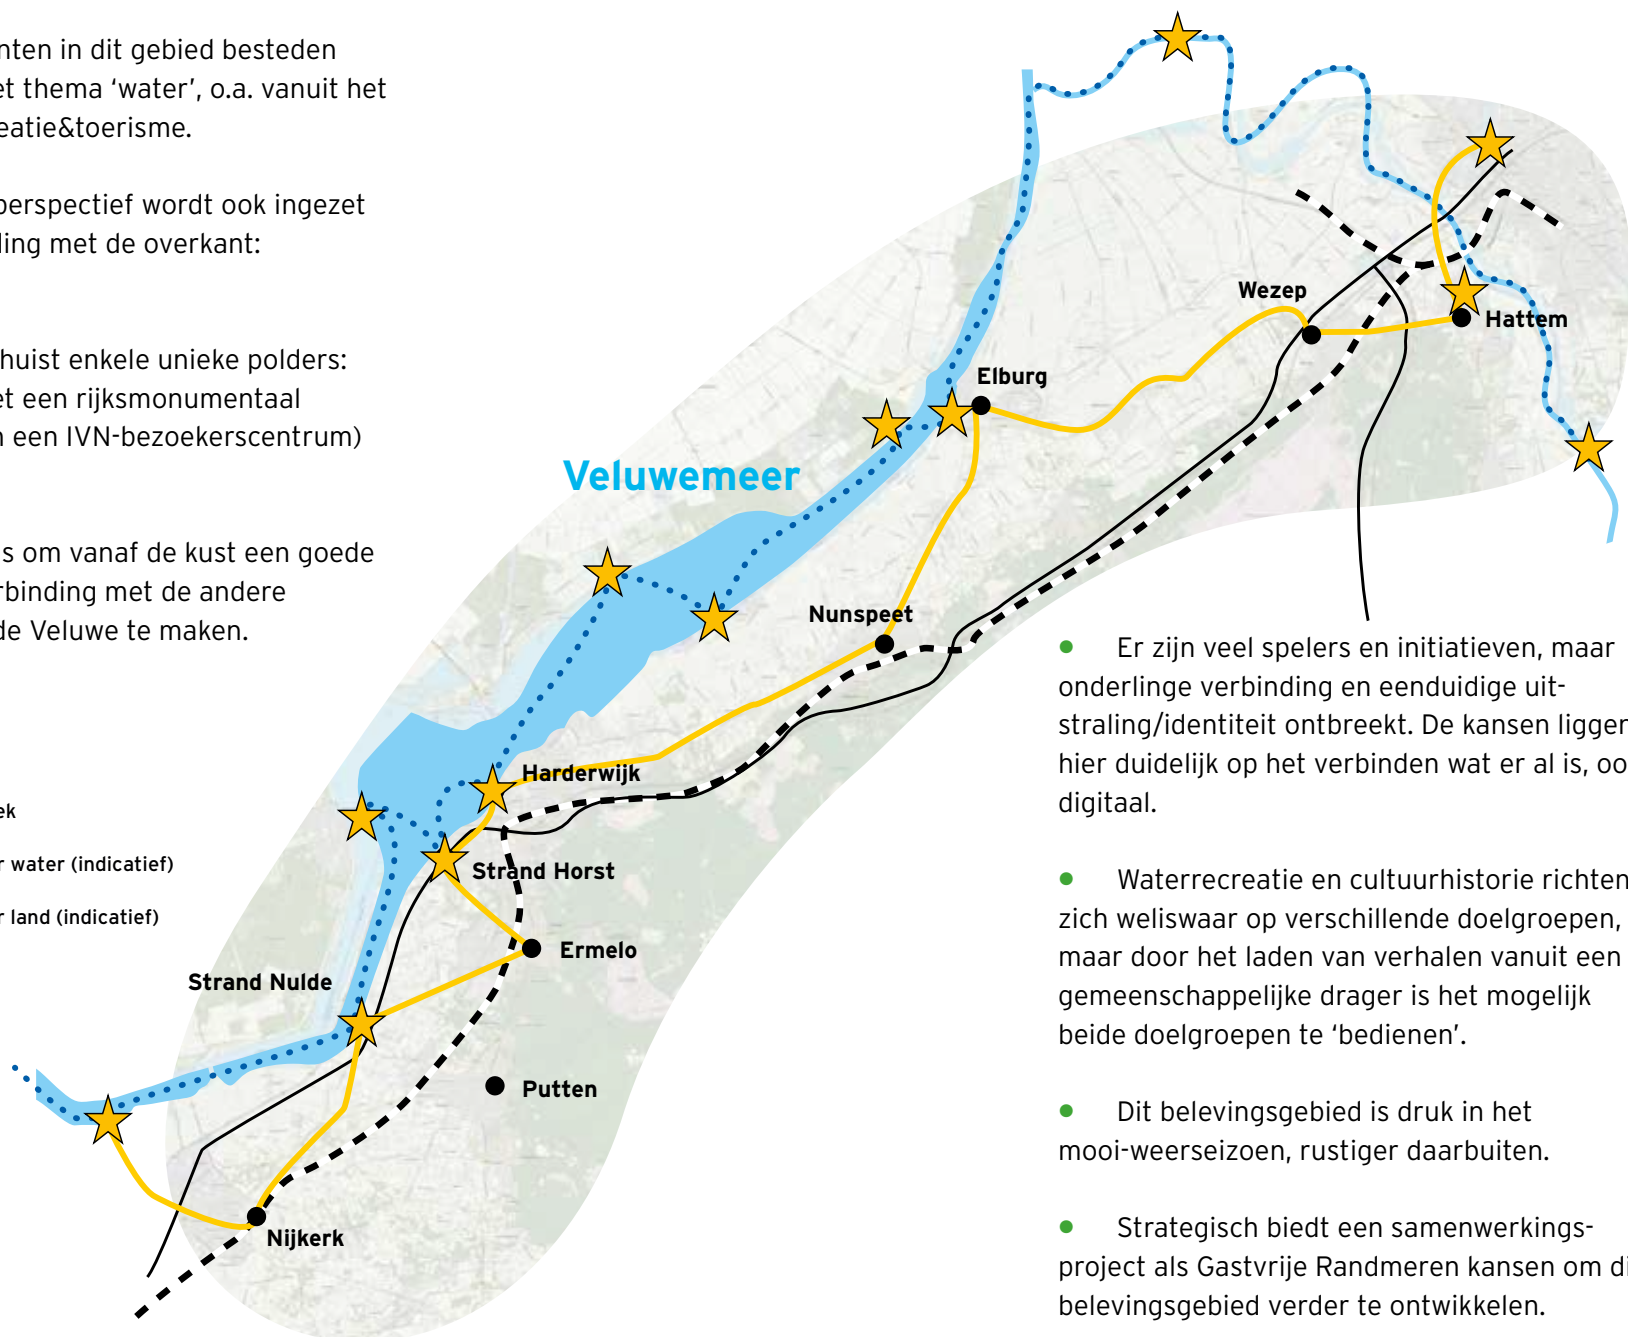 nten in dit gebied besteden
et thema ‘water’, o.a. vanuit het
eatie&toerisme.
perspectief wordt ook ingezet
ding met de overkant:
huist enkele unieke polders:
et een rijksmonumentaal
n een IVN-bezoekerscentrum)
s om vanaf de kust een goede
rbinding met de andere
de Veluwe te maken.
ek
r water (indicatief)
r land (indicatief)
Wezep
Hattem
Elburg
Veluwemeer
Nunspeet
Harderwijk
Strand Horst
Ermelo
Strand Nulde
Putten
Nijkerk
• Er zijn veel spelers en initiatieven, maar
onderlinge verbinding en eenduidige uit-
straling/identiteit ontbreekt. De kansen liggen
hier duidelijk op het verbinden wat er al is, oo
digitaal.
• Waterrecreatie en cultuurhistorie richten
zich weliswaar op verschillende doelgroepen,
maar door het laden van verhalen vanuit een
gemeenschappelijke drager is het mogelijk
beide doelgroepen te ‘bedienen’.
• Dit belevingsgebied is druk in het
mooi-weerseizoen, rustiger daarbuiten.
• Strategisch biedt een samenwerkings-
project als Gastvrije Randmeren kansen om di
belevingsgebied verder te ontwikkelen.